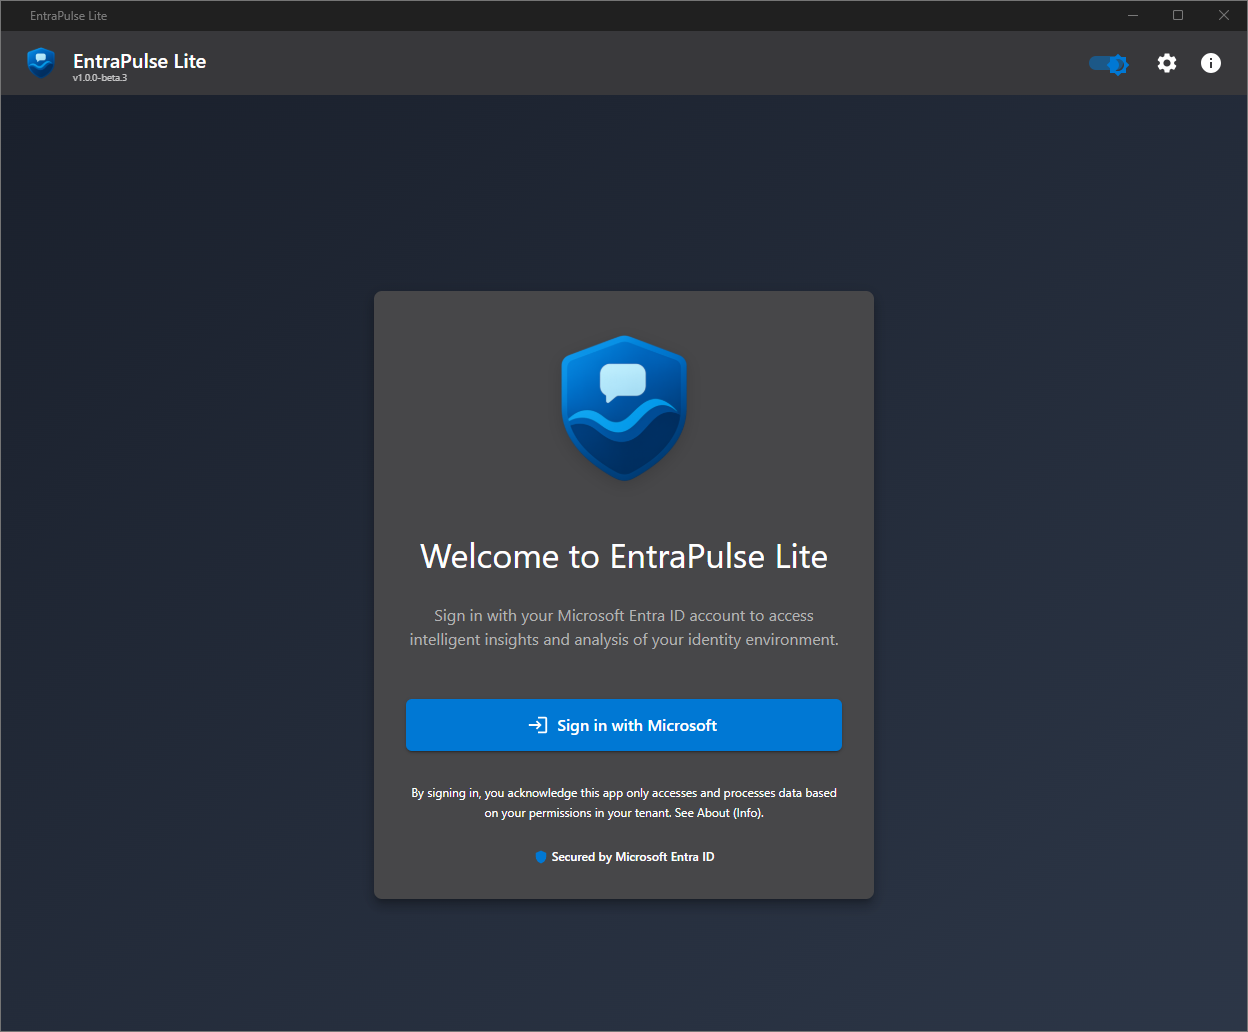 EntraPulse Lite
EntraPulse Lite
v1.0.0-beta.3
Welcome to EntraPulse Lite
Sign in with your Microsoft Entra ID account to access
intelligent insights and analysis of your identity environment.
Sign in with Microsoft
By signing in, you acknowledge this app only accesses and processes data based
on your permissions in your tenant. See About (Info).
Secured by Microsoft Entra ID